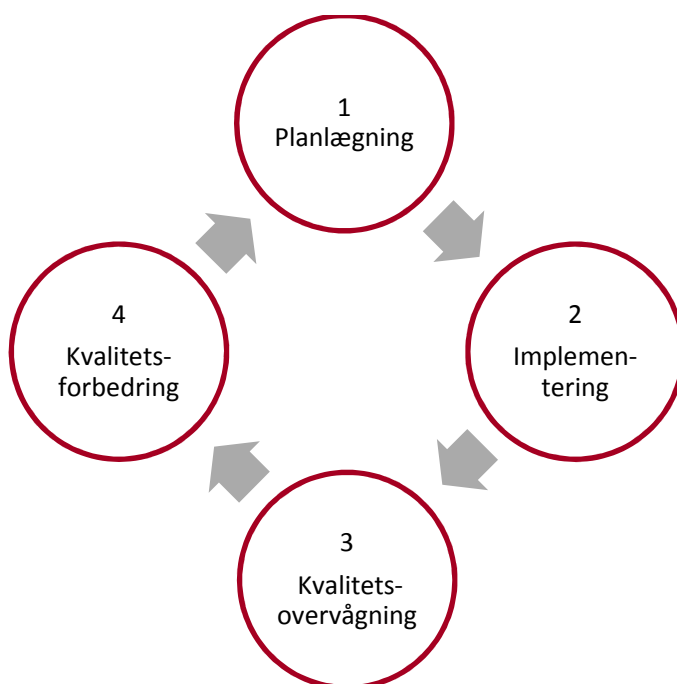 1
Planlægning
2
Implemen-
tering
3
Kvalitets-
overvågning
4
Kvalitets-
forbedring